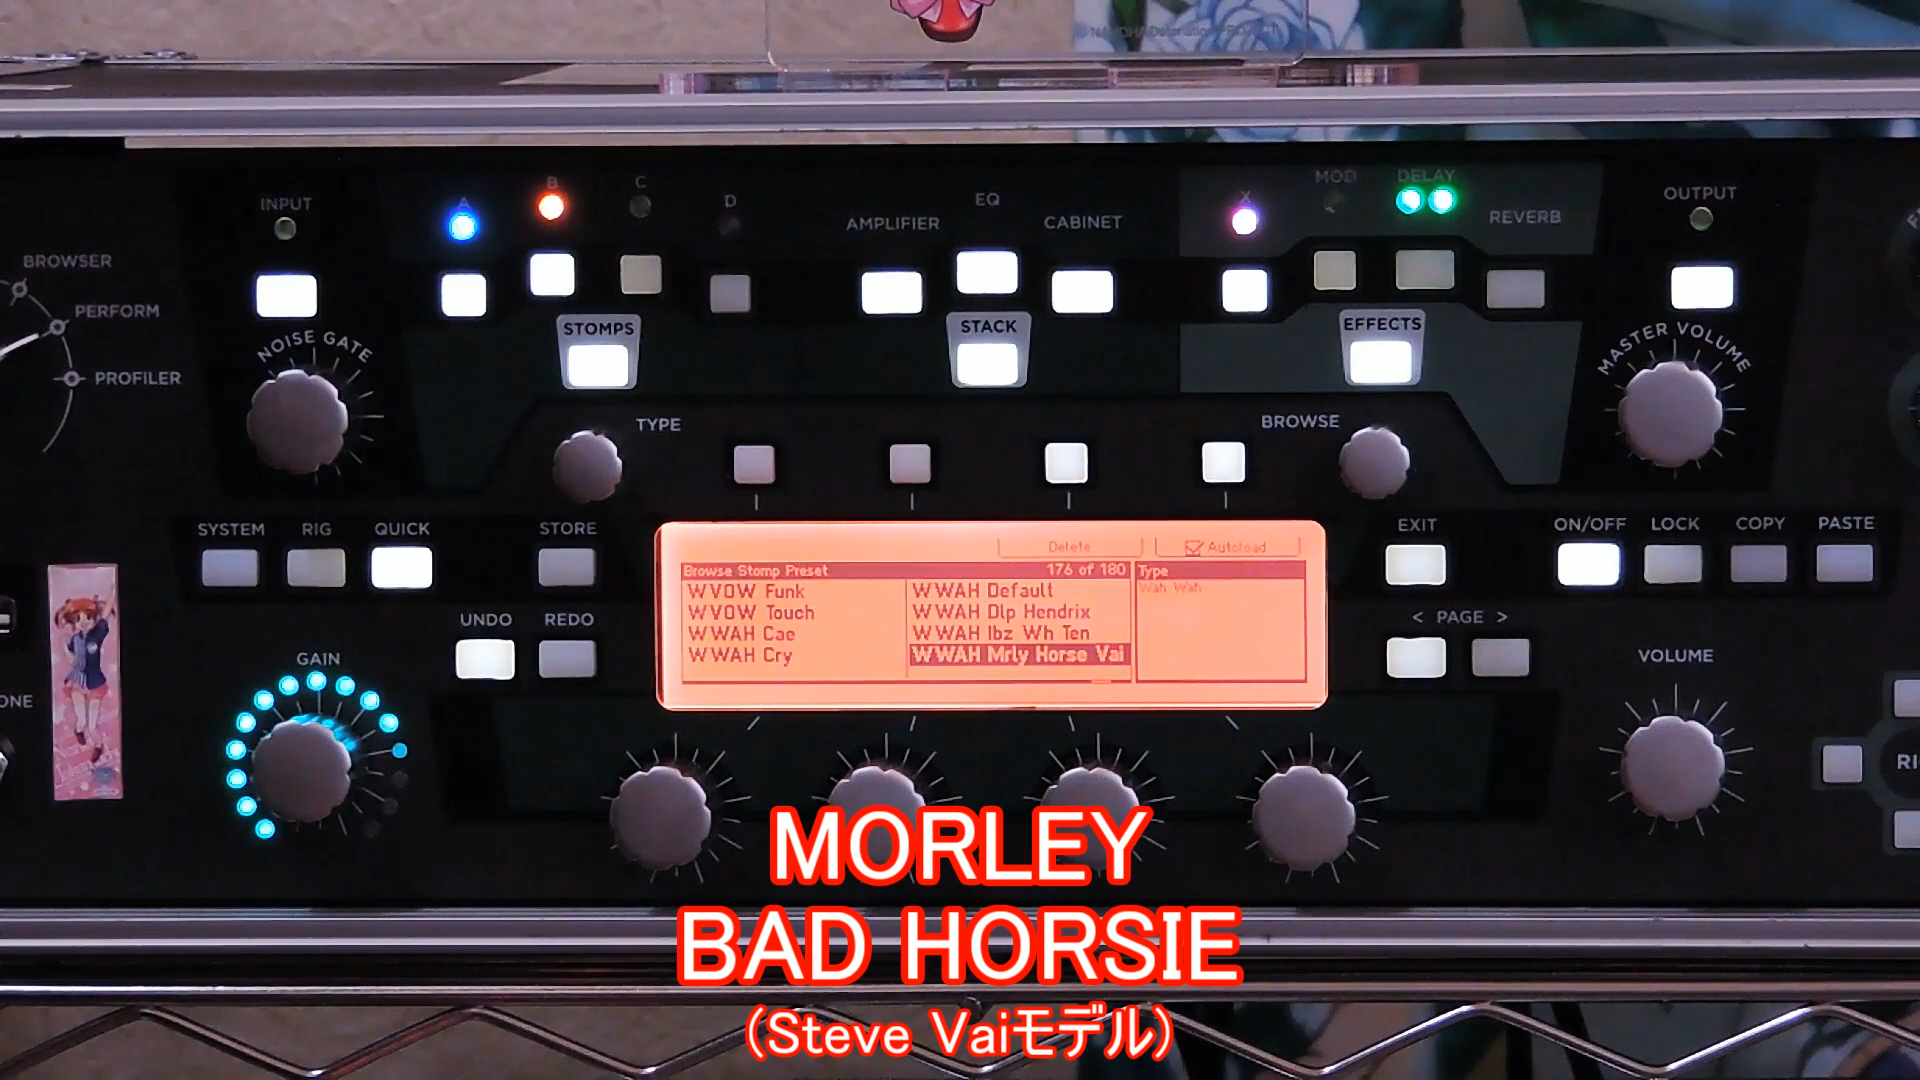 INPUT
A
B
C
D
AMPLIFIER
EQ
CABINET
X
MOD
DELAY
REVERB
OUTPUT
BROWSER
PERFORM
PROFILER
NOISE GATE
STOMPS
STACK
EFFECTS
MASTER VOLUME
TYPE
BROWSE
SYSTEM
RIG
QUICK
STORE
EXIT
ON/OFF
LOCK
COPY
PASTE
Delete
Autoload
Browse Stomp Preset
176 of 180
Type
WVOW Funk
WWAH Default
Wah Wah
WVOW Touch
WWAH Dlp Hendrix
WWAH Cae
WWAH Ibz Wh Ten
WWAH Cry
WWAH Mrly Horse Vai
UNDO
REDO
< PAGE >
GAIN
VOLUME
MORLEY
BAD HORSIE
(Steve Vaiモデル)